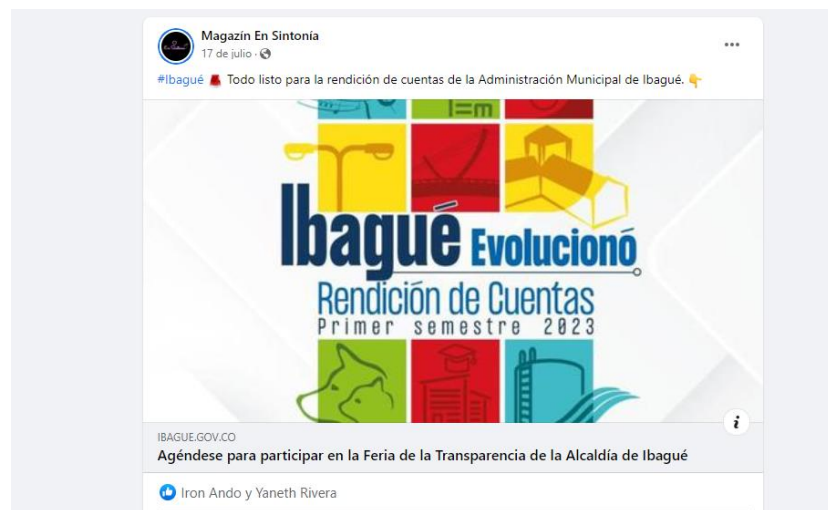 Magazín En Sintonía
17 de julio ·
#Ibagué Todo listo para la rendición de cuentas de la Administración Municipal de Ibagué.
1=m
Ibagué Evolucionó
Rendición de Cuentas
Primer semestre 2023
i
IBAGUE.GOV.CO
Agéndese para participar en la Feria de la Transparencia de la Alcaldía de Ibagué
Iron Ando y Yaneth Rivera